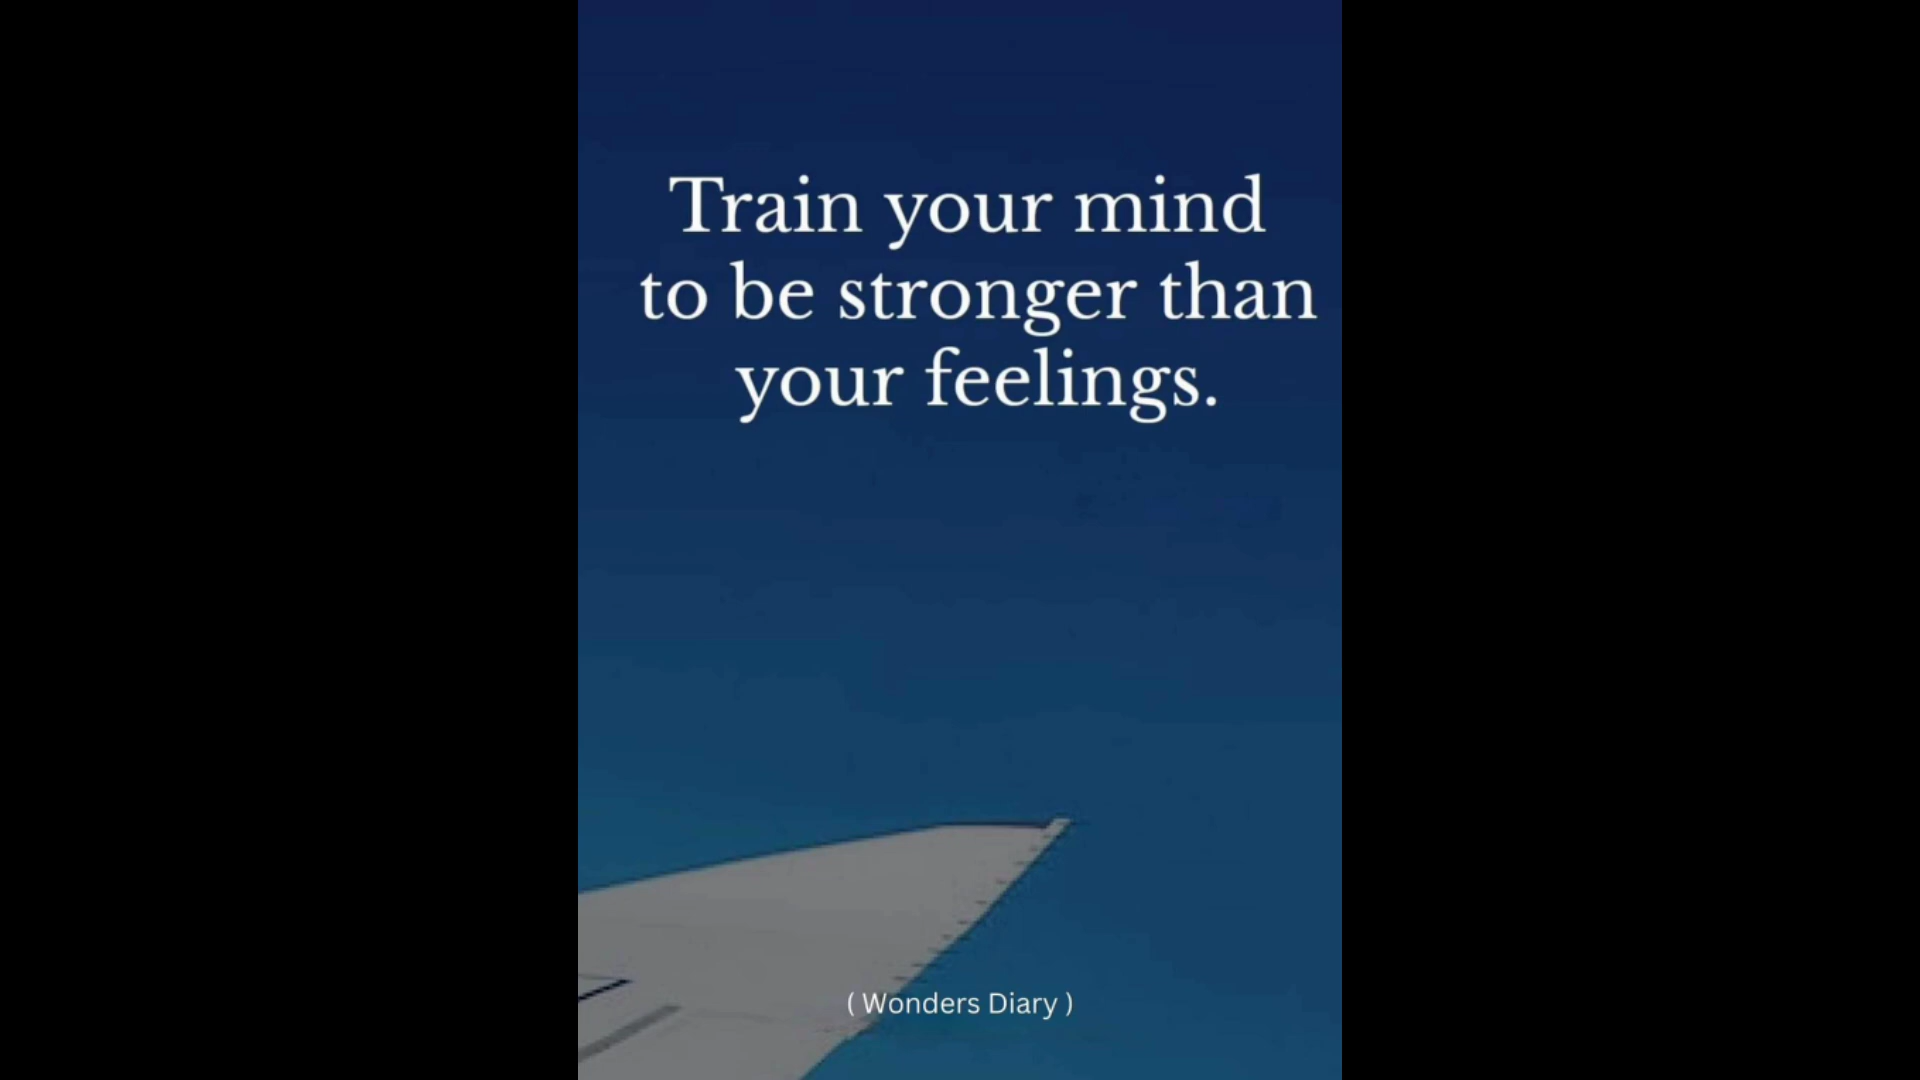 Train your mind
to be stronger than
your feelings.
( Wonders Diary )